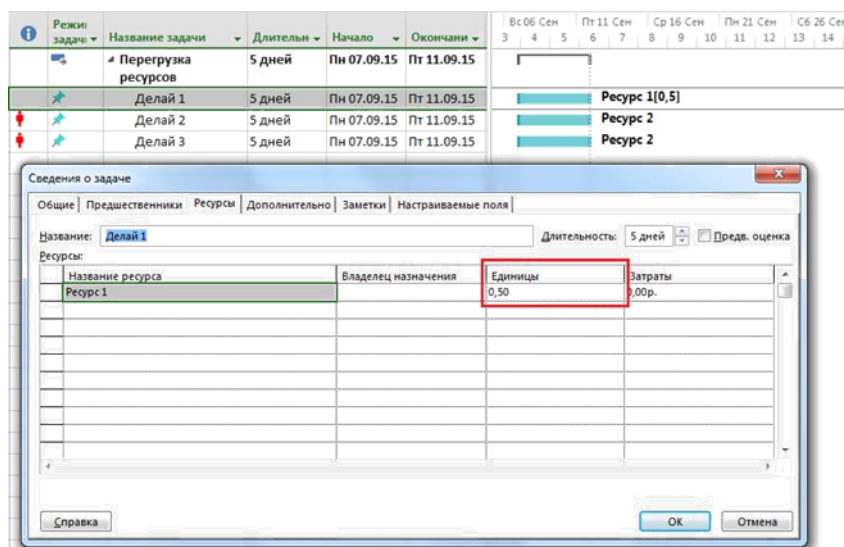 Режим задачи Название задачи Длительн Начало Окончани
Вс 06 Сен Пт 11 Сен Ср 16 Сен Пн 21 Сен Сб 26 Сен
3 4 5 6 7 8 9 10 11 12 13 14
Перегрузка ресурсов 5 дней Пн 07.09.15 Пт 11.09.15
Делай 1 5 дней Пн 07.09.15 Пт 11.09.15 Ресурс 1[0,5]
Делай 2 5 дней Пн 07.09.15 Пт 11.09.15 Ресурс 2
Делай 3 5 дней Пн 07.09.15 Пт 11.09.15 Ресурс 2
Сведения о задаче
Общие Предшественники Ресурсы Дополнительно Заметки Настраиваемые поля
Название: Делай 1 Длительность: 5 дней Предв. оценка
Ресурсы:
Название ресурса Владелец назначения Единицы Затраты
Ресурс 1 0,50 0,00р.
Справка ОК Отмена